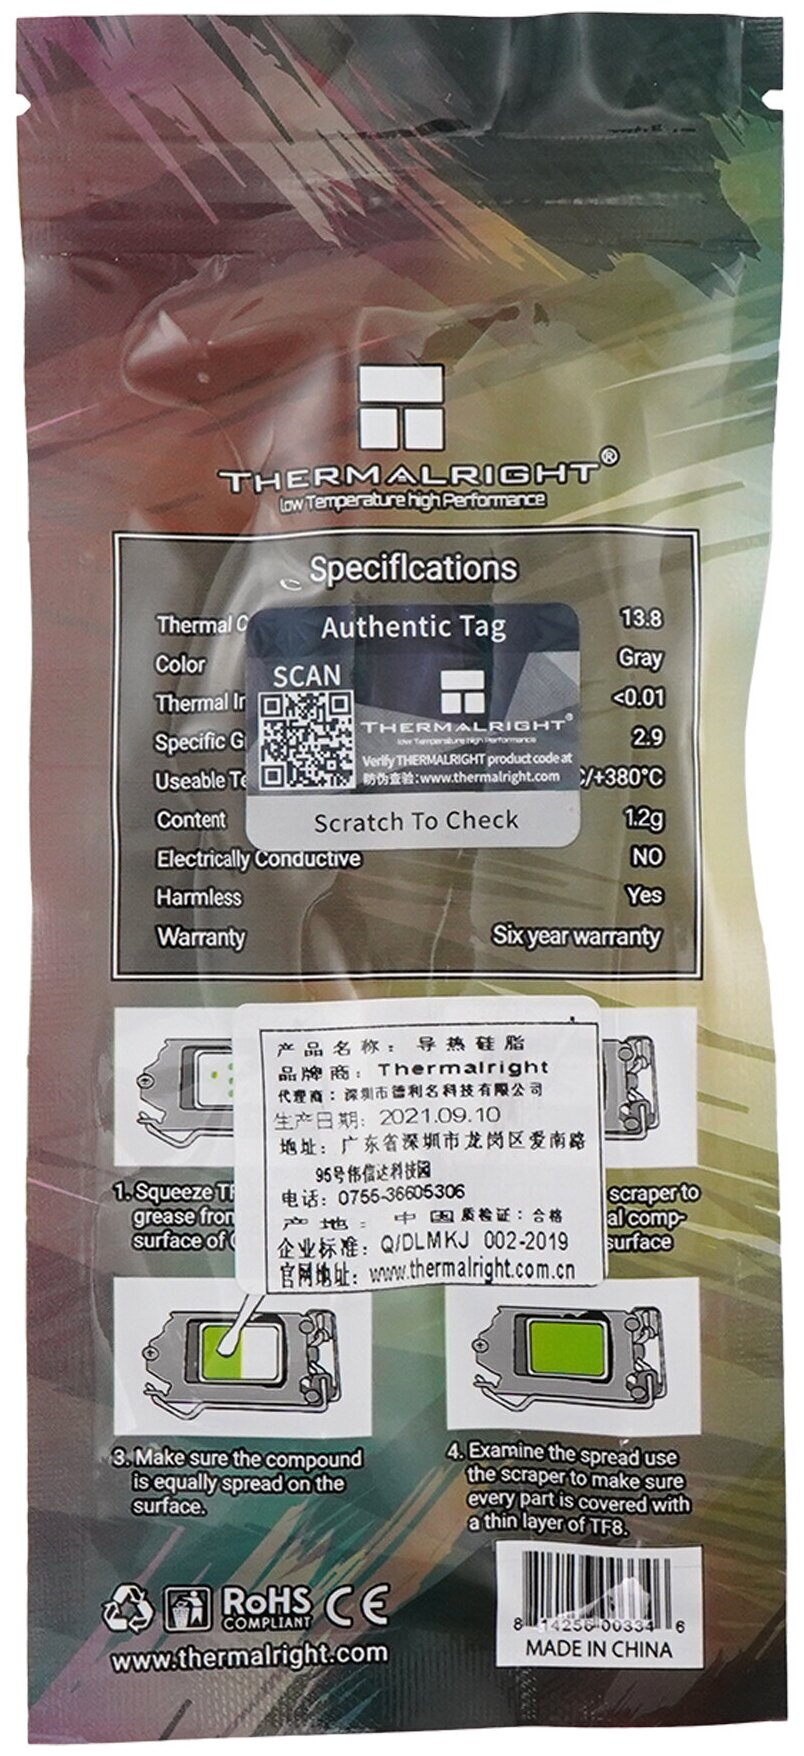 THERMALRIGHT®
low Temperature high Performance
Specifications
Thermal 13.8
Color Gray
Thermal <0.01
Specific 2.9
Useable /+380°C
Content 1.2g
Electrically Conductive NO
Harmless Yes
Warranty Six year warranty
Authentic Tag
SCAN
THERMALRIGHT®
low Temperature high Performance
Verify THERMALRIGHT product code at
防伪查验:www.thermalright.com
Scratch To Check
产品名称：导热硅脂
品牌商：Thermalright
代理商：深圳市德利名科技有限公司
生产日期：2021.09.10
地址：广东省深圳市龙岗区爱南路
95号伟信达科技园
电话：0755-36605306
产地：中国 质检证：合格
企业标准：Q/DLMKJ 002-2019
官网地址：www.thermalright.com.cn
1. Squeeze
grease from
surface of
scraper to
surface
3. Make sure the compound
is equally spread on the
surface.
4. Examine the spread use
the scraper to make sure
every part is covered with
a thin layer of TF8.
RoHS
COMPLIANT
CE
www.thermalright.com
8 14256 00334 6
MADE IN CHINA